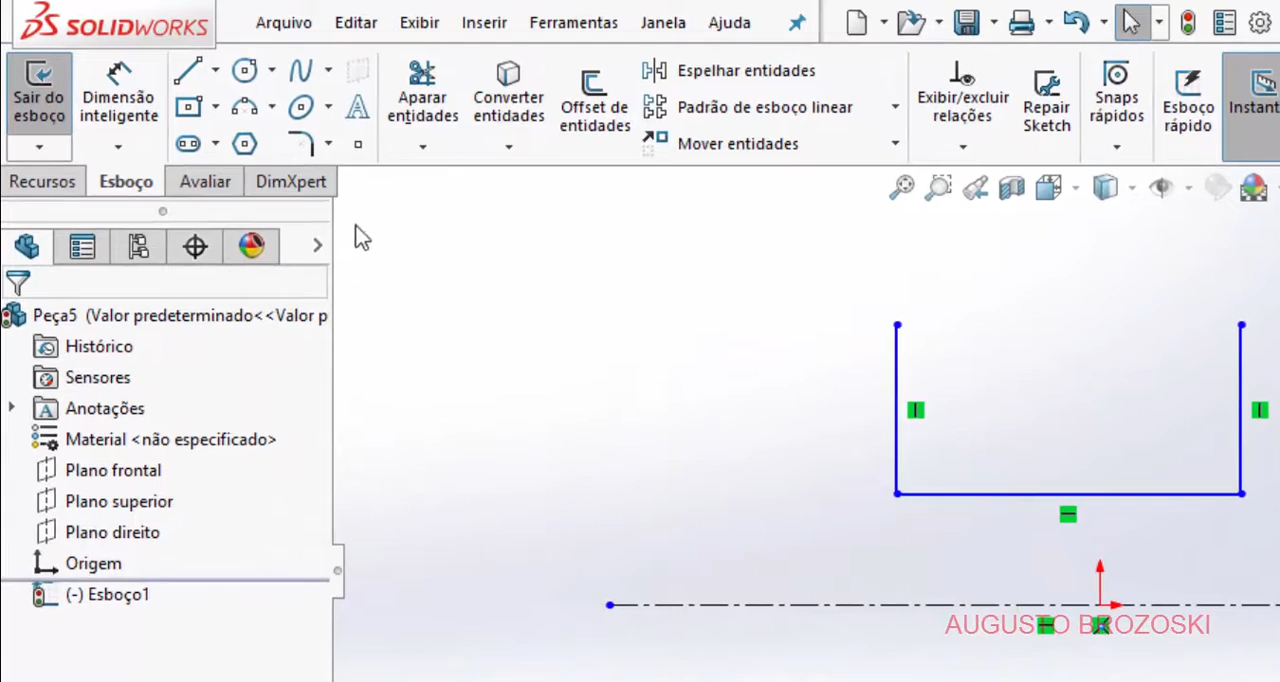 SOLIDWORKS
Arquivo Editar Exibir Inserir Ferramentas Janela Ajuda
Sair do esboço
Dimensão inteligente
Aparar entidades
Converter entidades
Offset de entidades
Espelhar entidades
Padrão de esboço linear
Mover entidades
Exibir/excluir relações
Repair Sketch
Snaps rápidos
Esboço rápido
Instant
Recursos Esboço Avaliar DimXpert
Peça5 (Valor predeterminado<<Valor p
Histórico
Sensores
Anotações
Material <não especificado>
Plano frontal
Plano superior
Plano direito
Origem
(-) Esboço1
AUGUSTO BROZOSKI